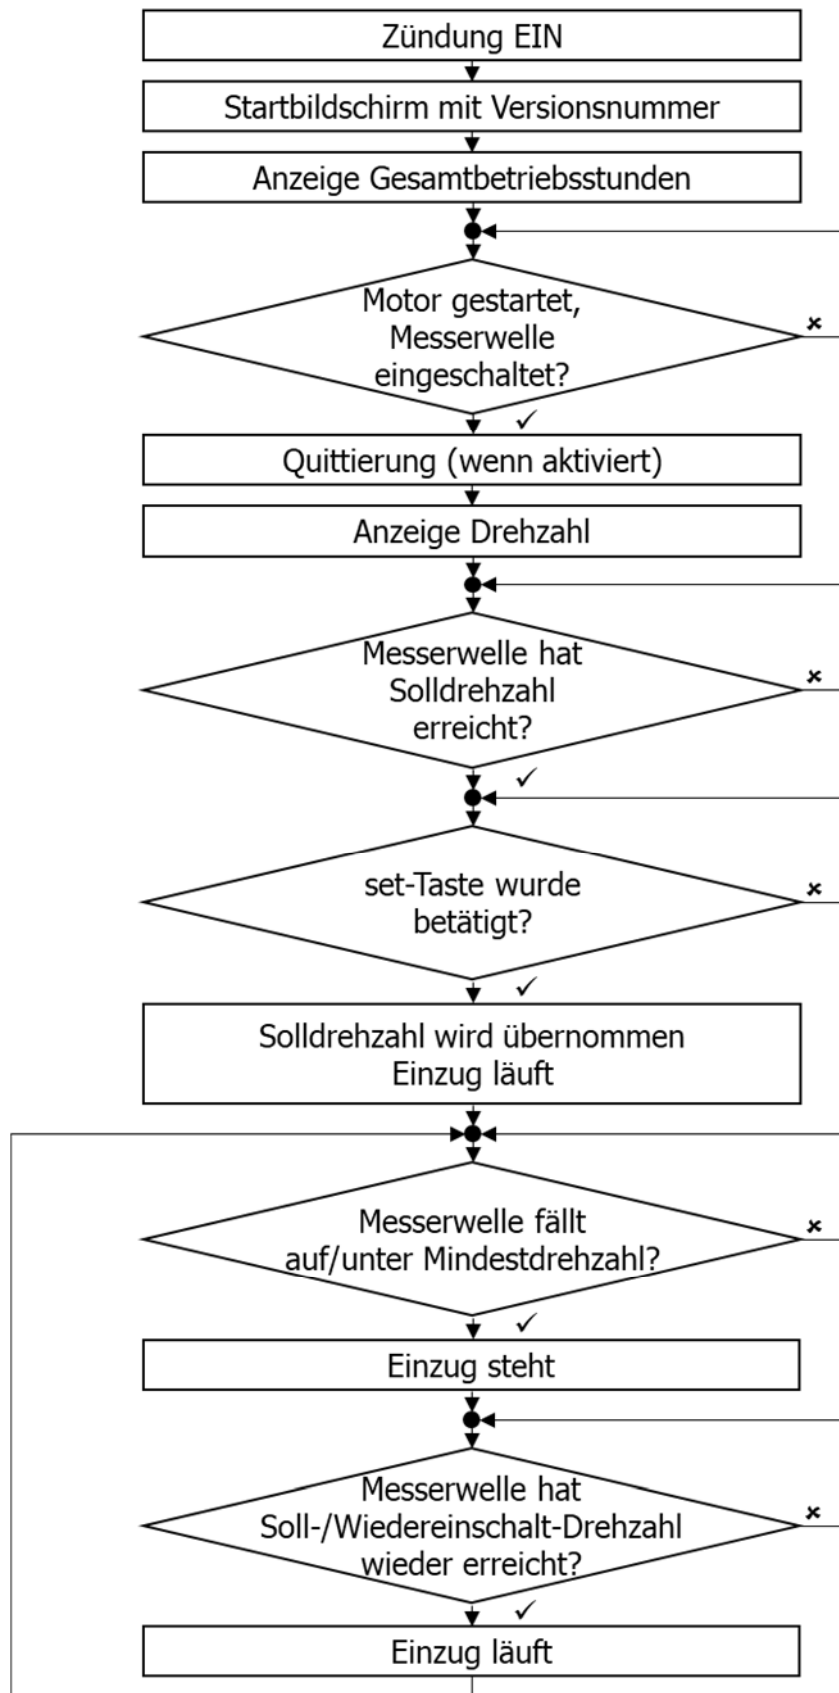 Zündung EIN
Startbildschirm mit Versionsnummer
Anzeige Gesamtbetriebsstunden
Motor gestartet,
Messerwelle
eingeschaltet?
Quittierung (wenn aktiviert)
Anzeige Drehzahl
Messerwelle hat
Solldrehzahl
erreicht?
set-Taste wurde
betätigt?
Solldrehzahl wird übernommen
Einzug läuft
Messerwelle fällt
auf/unter Mindestdrehzahl?
Einzug steht
Messerwelle hat
Soll-/Wiedereinschalt-Drehzahl
wieder erreicht?
Einzug läuft